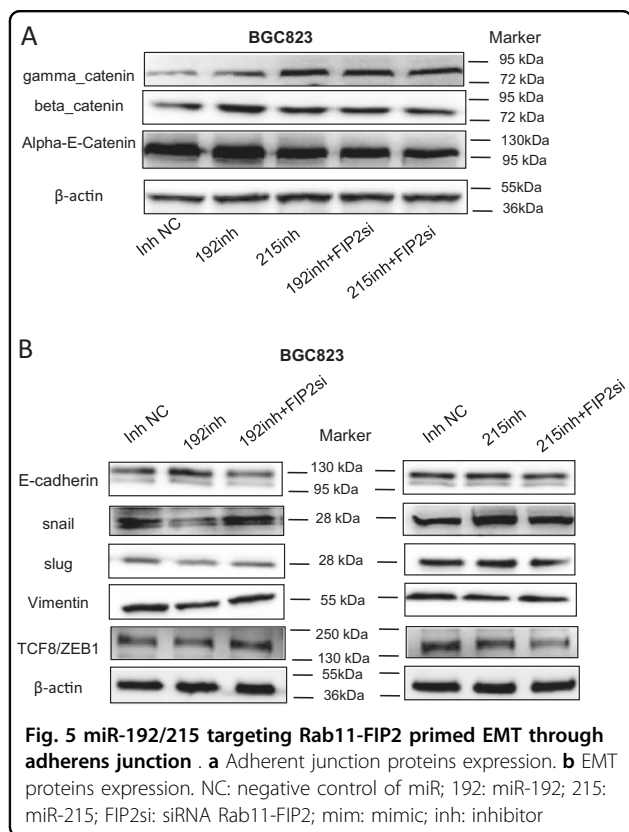 A
BGC823
Marker
gamma_catenin
95 kDa
72 kDa
beta_catenin
95 kDa
72 kDa
Alpha-E-Catenin
130kDa
95 kDa
β-actin
55kDa
36kDa
Inh NC
192inh
215inh
192inh+FIP2si
215inh+FIP2si
B
BGC823
Inh NC
192inh
192inh+FIP2si
Marker
Inh NC
215inh
215inh+FIP2si
E-cadherin
130 kDa
95 kDa
snail
28 kDa
slug
28 kDa
Vimentin
55 kDa
TCF8/ZEB1
250 kDa
130 kDa
β-actin
55kDa
36kDa
Fig. 5 miR-192/215 targeting Rab11-FIP2 primed EMT through
adherens junction . a Adherent junction proteins expression. b EMT
proteins expression. NC: negative control of miR; 192: miR-192; 215:
miR-215; FIP2si: siRNA Rab11-FIP2; mim: mimic; inh: inhibitor